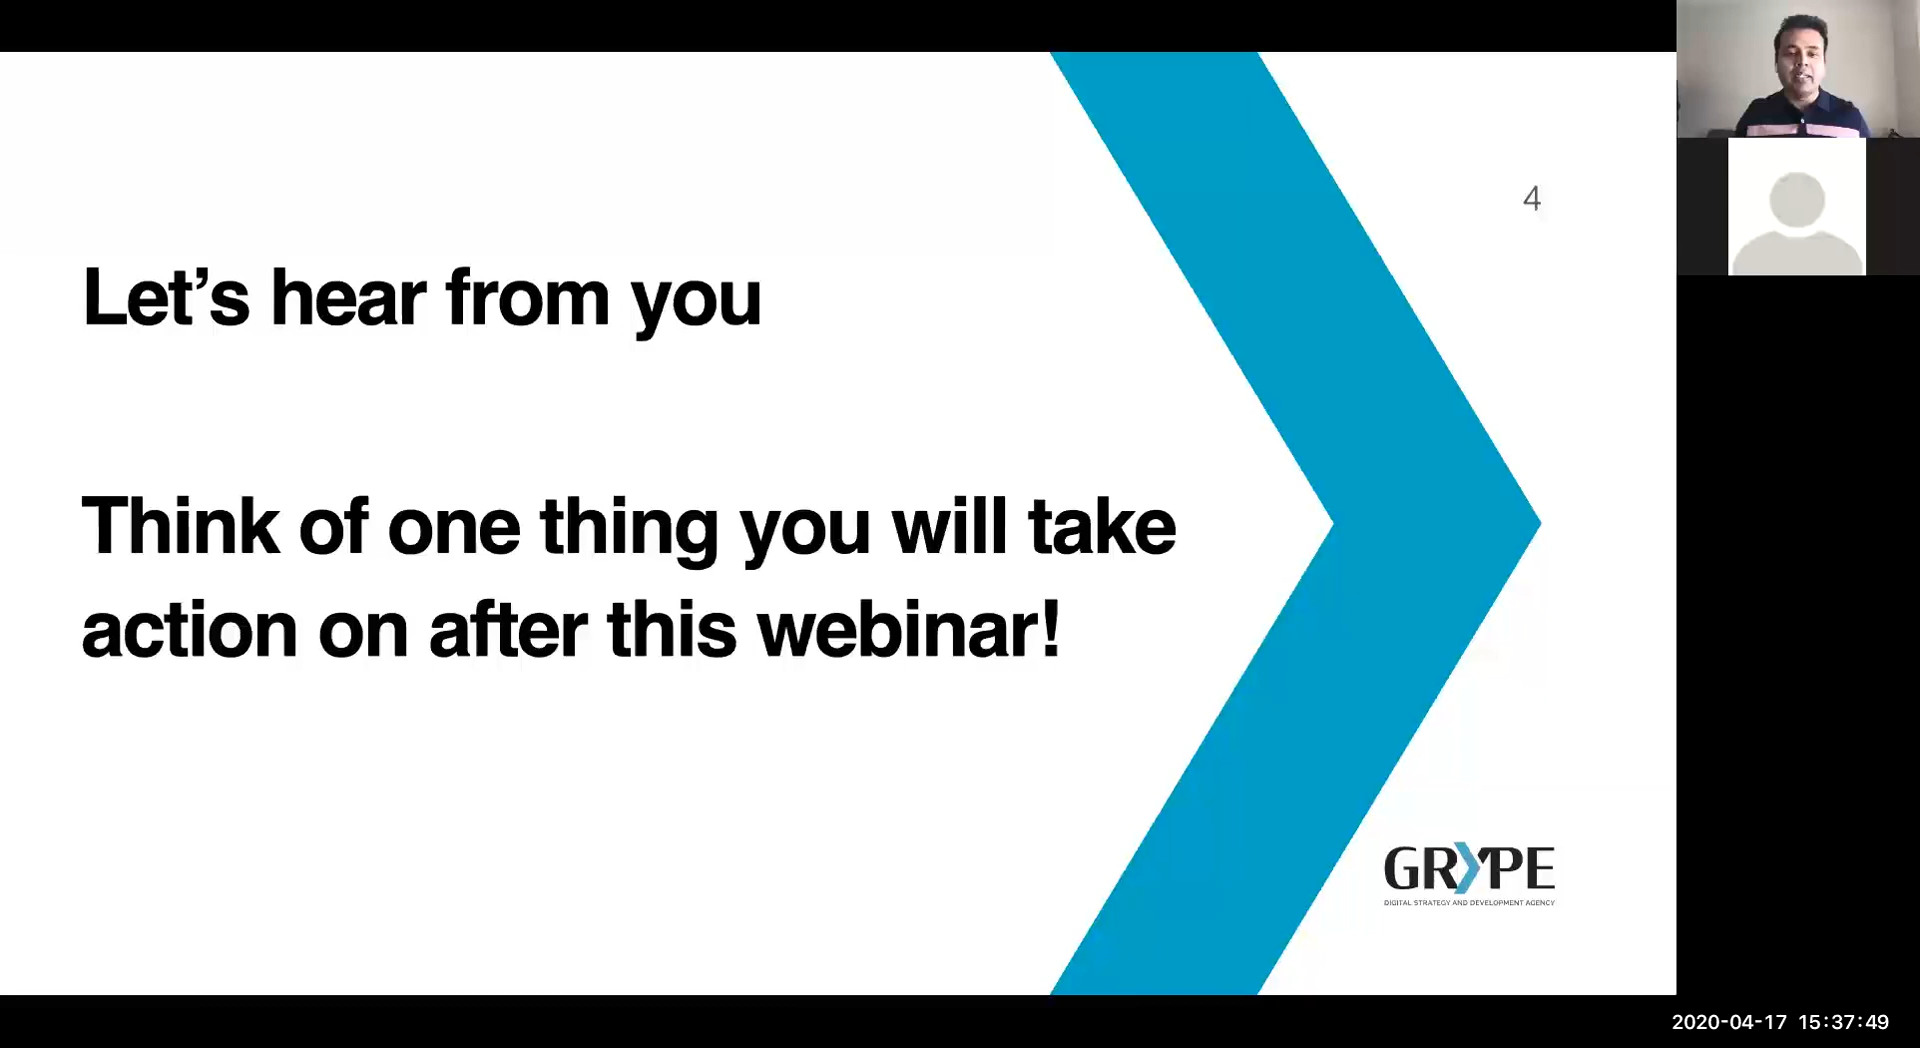 4
Let’s hear from you
Think of one thing you will take
action on after this webinar!
GRYPE
DIGITAL STRATEGY AND DEVELOPMENT AGENCY
2020-04-17 15:37:49